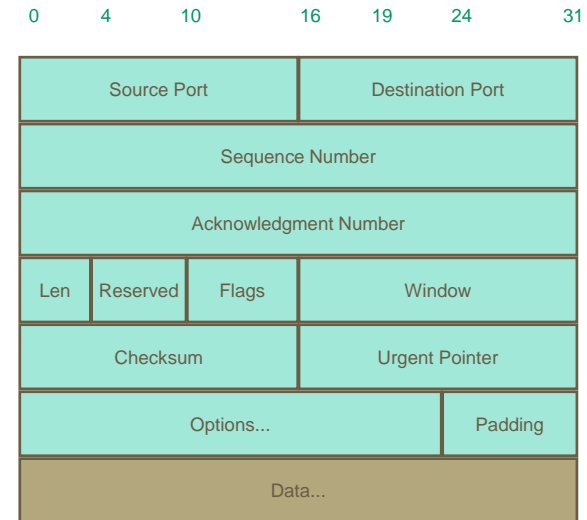 0 4 10 16 19 24 31
Source Port Destination Port
Sequence Number
Acknowledgment Number
Len Reserved Flags Window
Checksum Urgent Pointer
Options... Padding
Data...